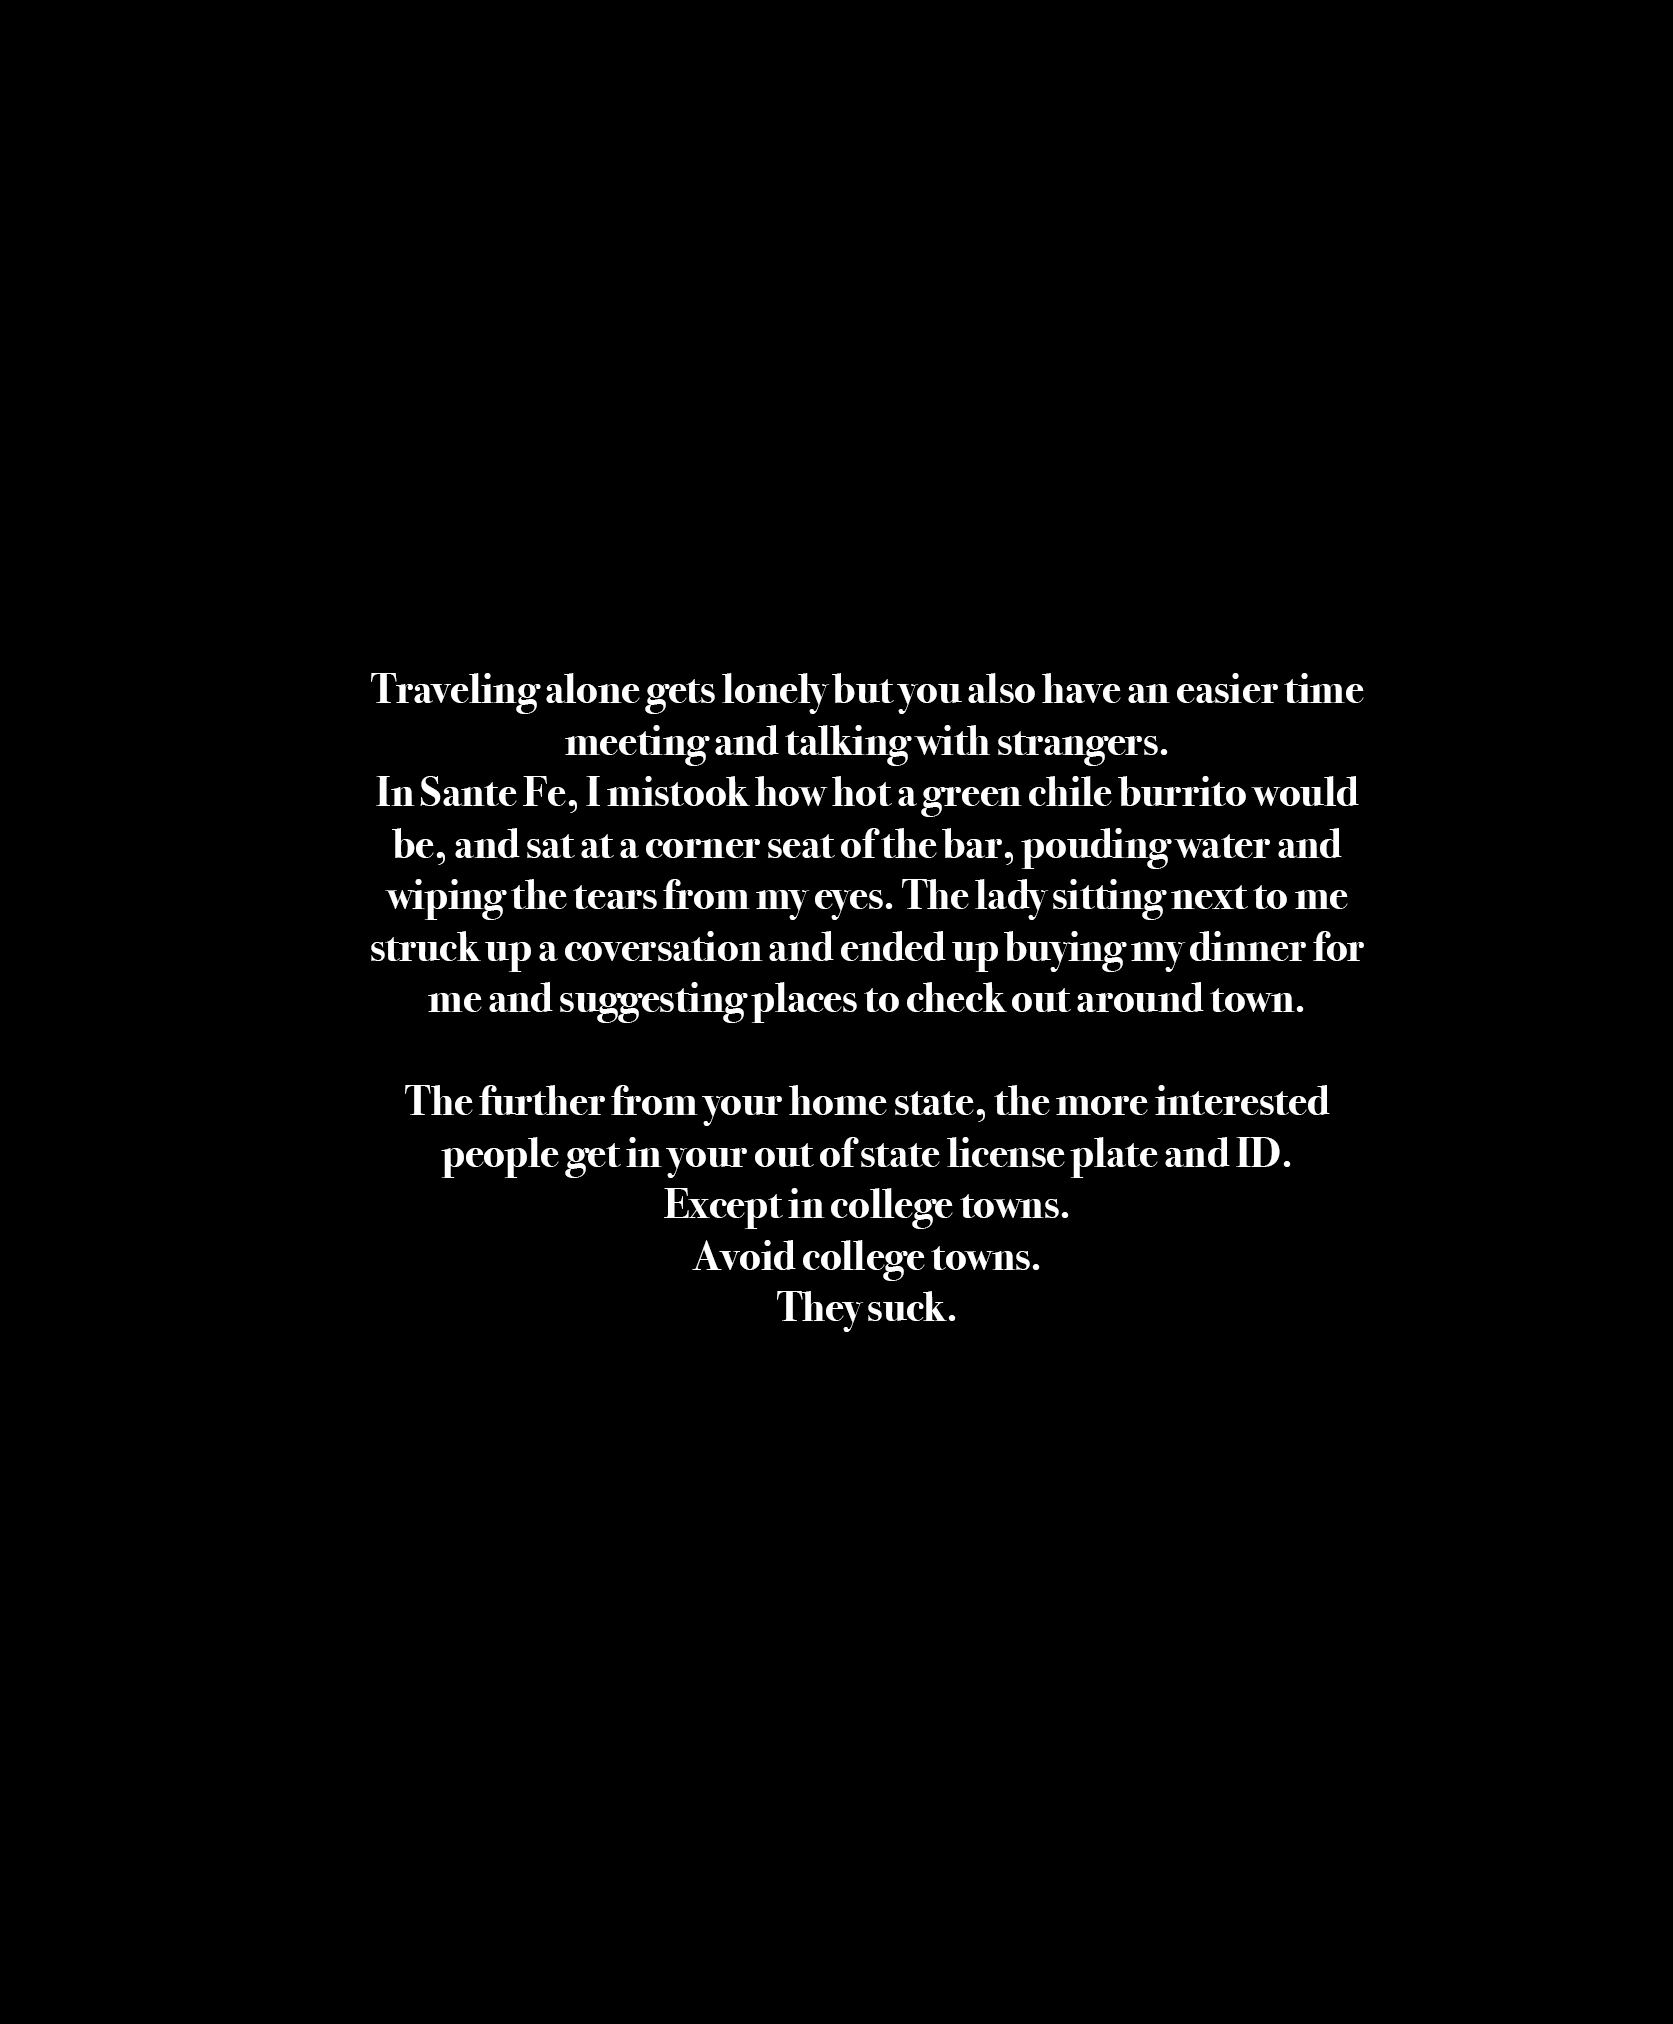 Traveling alone gets lonely but you also have an easier time
meeting and talking with strangers.
In Sante Fe, I mistook how hot a green chile burrito would
be, and sat at a corner seat of the bar, pouding water and
wiping the tears from my eyes. The lady sitting next to me
struck up a coversation and ended up buying my dinner for
me and suggesting places to check out around town.

The further from your home state, the more interested
people get in your out of state license plate and ID.
Except in college towns.
Avoid college towns.
They suck.